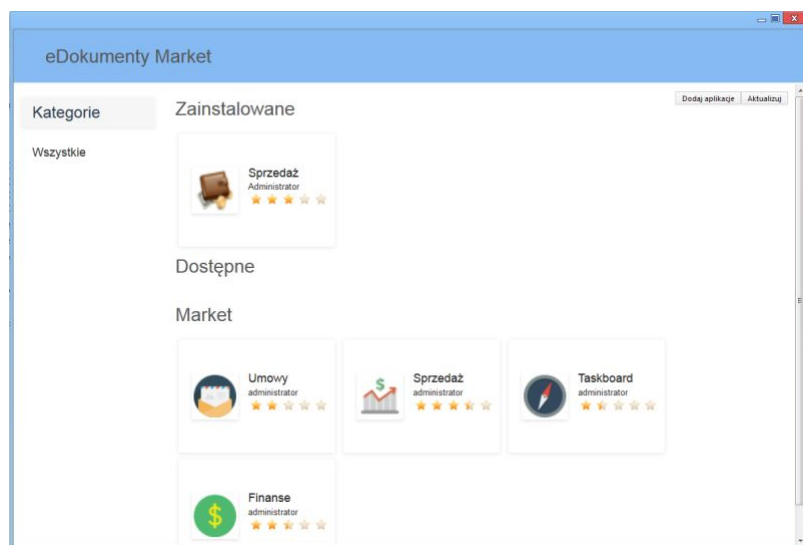 eDokumenty Market
Dodaj aplikacje Aktualizuj
Kategorie
Wszystkie
Zainstalowane
Sprzedaż
Administrator
Dostępne
Market
Umowy
administrator
Sprzedaż
administrator
Taskboard
administrator
Finanse
administrator